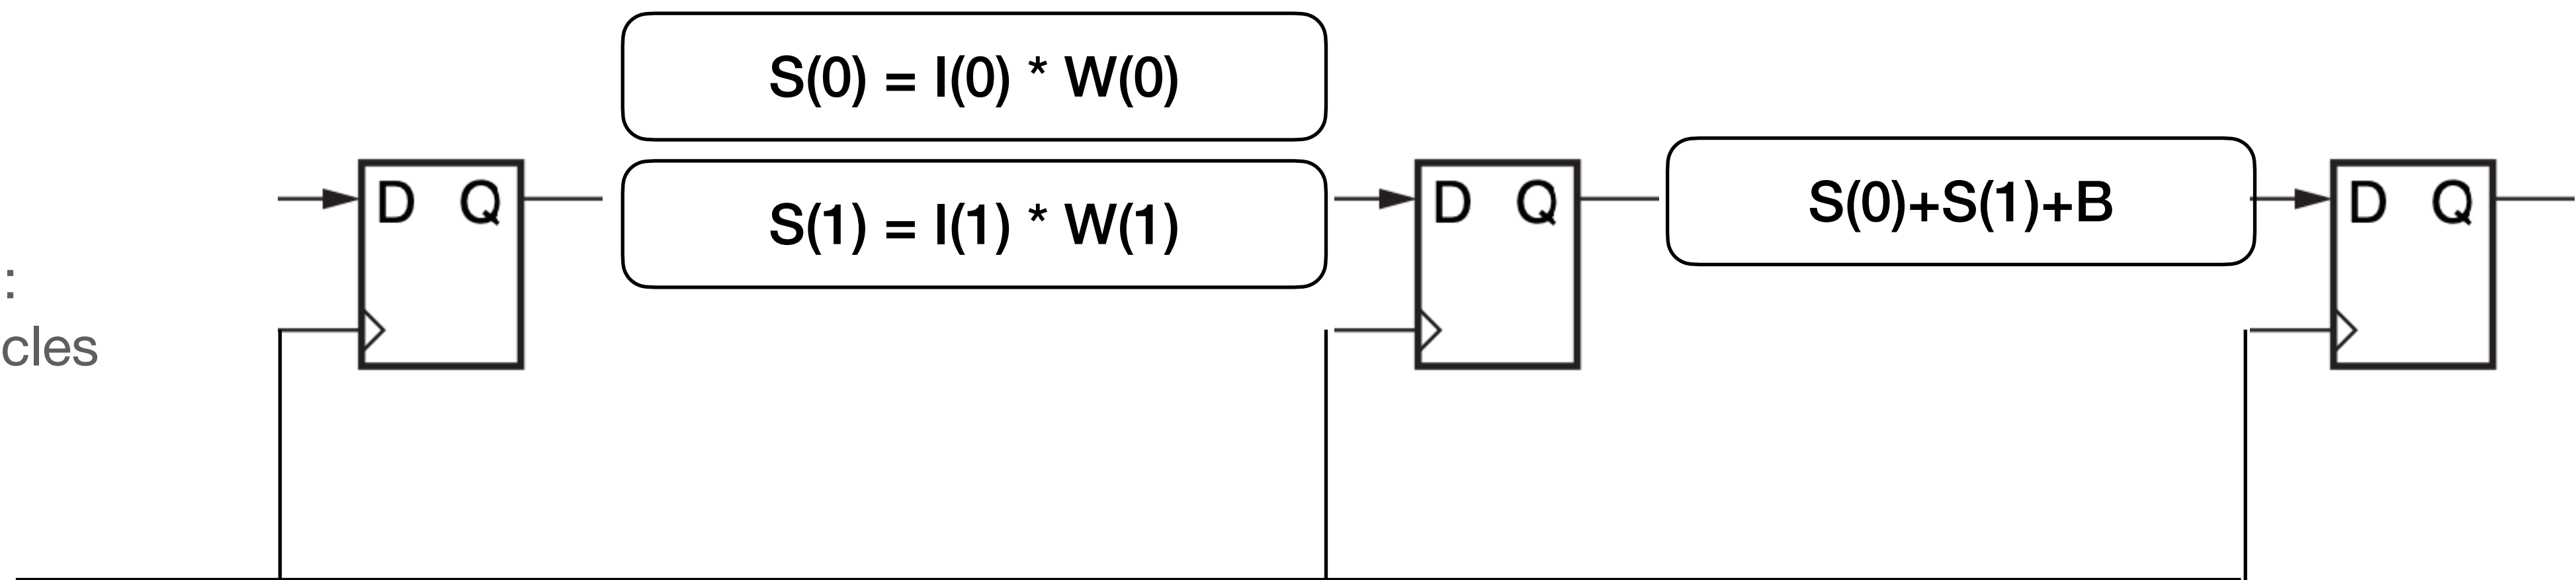 S(0) = I(0) * W(0)
D Q
S(1) = I(1) * W(1)
D Q
S(0)+S(1)+B
D Q
:
cles